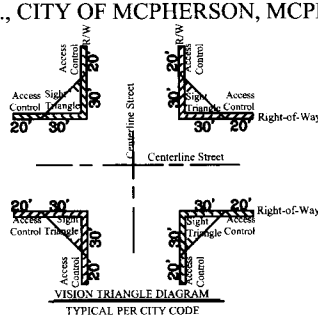 ., CITY OF MCPHERSON, MCP
R/W
R/W
Access
Control
20'
20'
Access
Control
Access
Control
Sight
Triangle
30'
30'
Sight
Triangle
Access
Control
20'
30'
30'
20'
Right-of-Way
Centerline Street
Centerline Street
20'
30'
30'
20'
Right-of-Way
Access
Control
Sight
Triangle
Sight
Triangle
Access
Control
30'
30'
Access
Control
20'
20'
Access
Control
VISION TRIANGLE DIAGRAM
TYPICAL PER CITY CODE